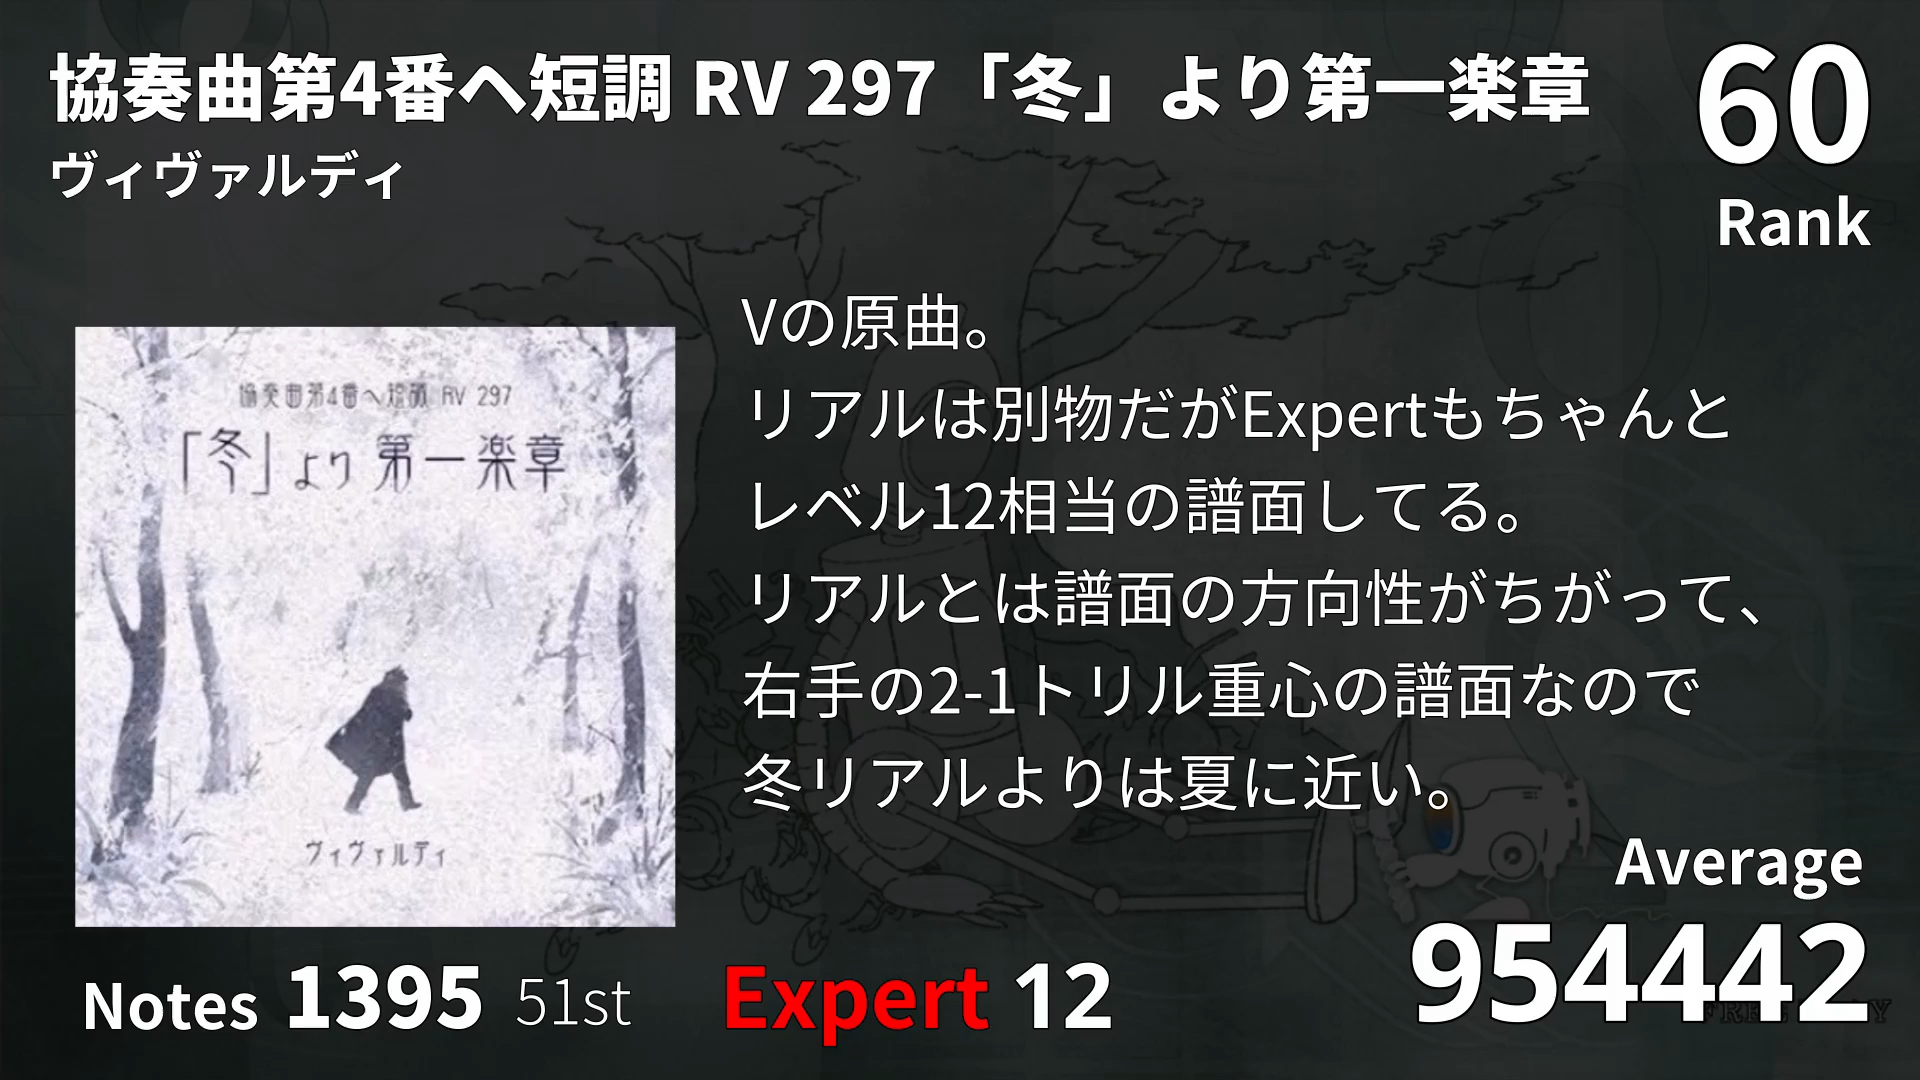 協奏曲第4番ヘ短調 RV 297「冬」より第一楽章
ヴィヴァルディ
60
Rank
協奏曲第4番ヘ短調 RV 297
「冬」より 第一楽章
ヴィヴァルディ
Vの原曲。
リアルは別物だがExpertもちゃんと
レベル12相当の譜面してる。
リアルとは譜面の方向性がちがって、
右手の2-1トリル重心の譜面なので
冬リアルよりは夏に近い。
Average
954442
Notes 1395 51st
Expert 12